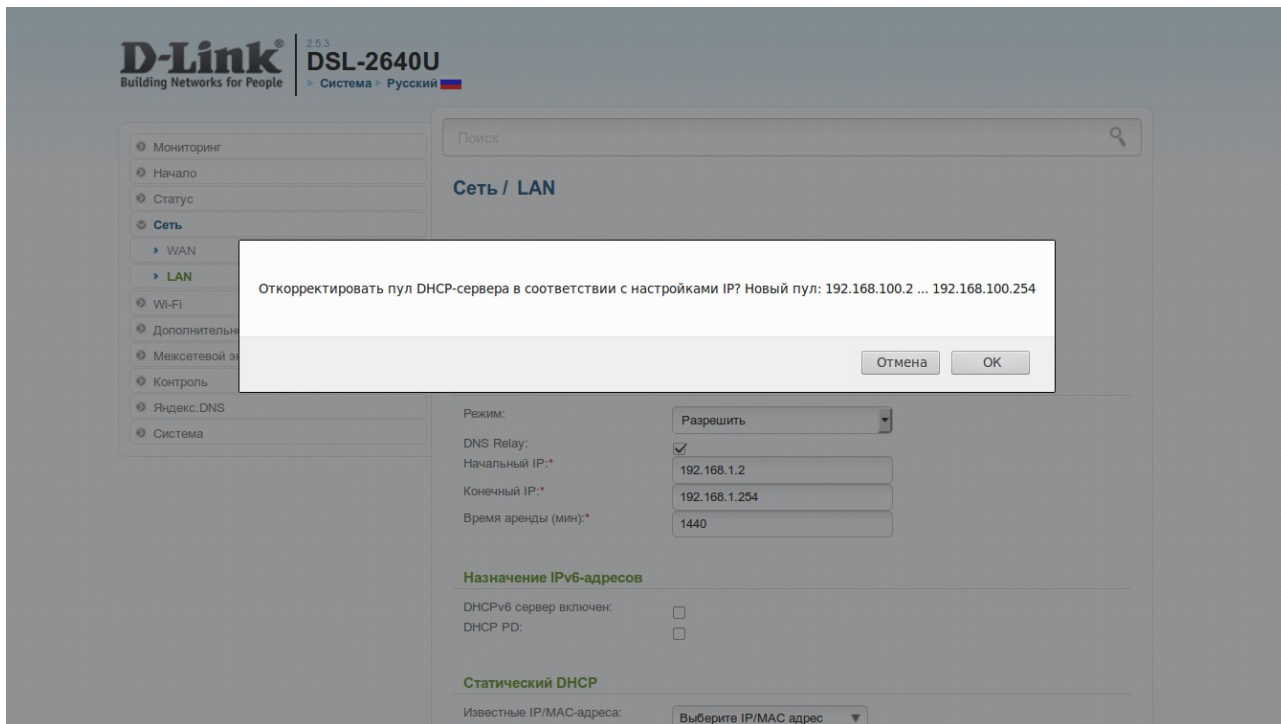 D-Link®
Building Networks for People
2.5.3
DSL-2640U
Система Русский
Поиск
Мониторинг
Начало
Статус
Сеть
WAN
LAN
Wi-Fi
Межсетевой
Контроль
Яндекс.DNS
Система
Сеть / LAN
Откорректировать пул DHCP-сервера в соответствии с настройками IP? Новый пул: 192.168.100.2 ... 192.168.100.254
Отмена OK
Режим: Разрешить
DNS Relay:
Начальный IP:* 192.168.1.2
Конечный IP:* 192.168.1.254
Время аренды (мин):* 1440
Назначение IPv6-адресов
DHCPv6 сервер включен:
DHCP PD:
Статический DHCP
Известные IP/MAC-адреса: Выберите IP/MAC адрес